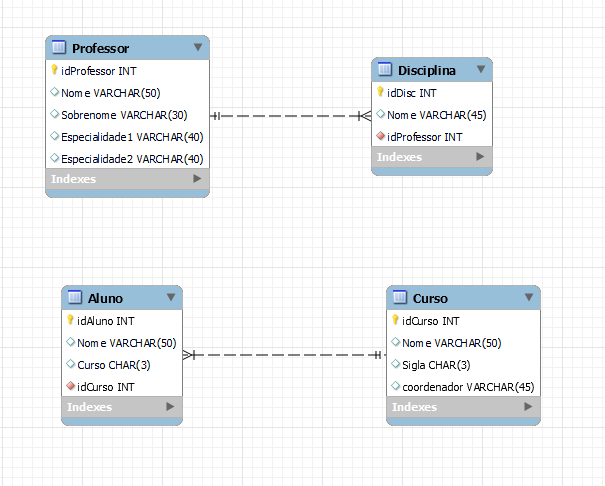 Professor
idProfessor INT
Nome VARCHAR(50)
Sobrenome VARCHAR(30)
Especialidade1 VARCHAR(40)
Especialidade2 VARCHAR(40)
Indexes
Disciplina
idDisc INT
Nome VARCHAR(45)
idProfessor INT
Indexes
Aluno
idAluno INT
Nome VARCHAR(50)
Curso CHAR(3)
idCurso INT
Indexes
Curso
idCurso INT
Nome VARCHAR(50)
Sigla CHAR(3)
coordenador VARCHAR(45)
Indexes